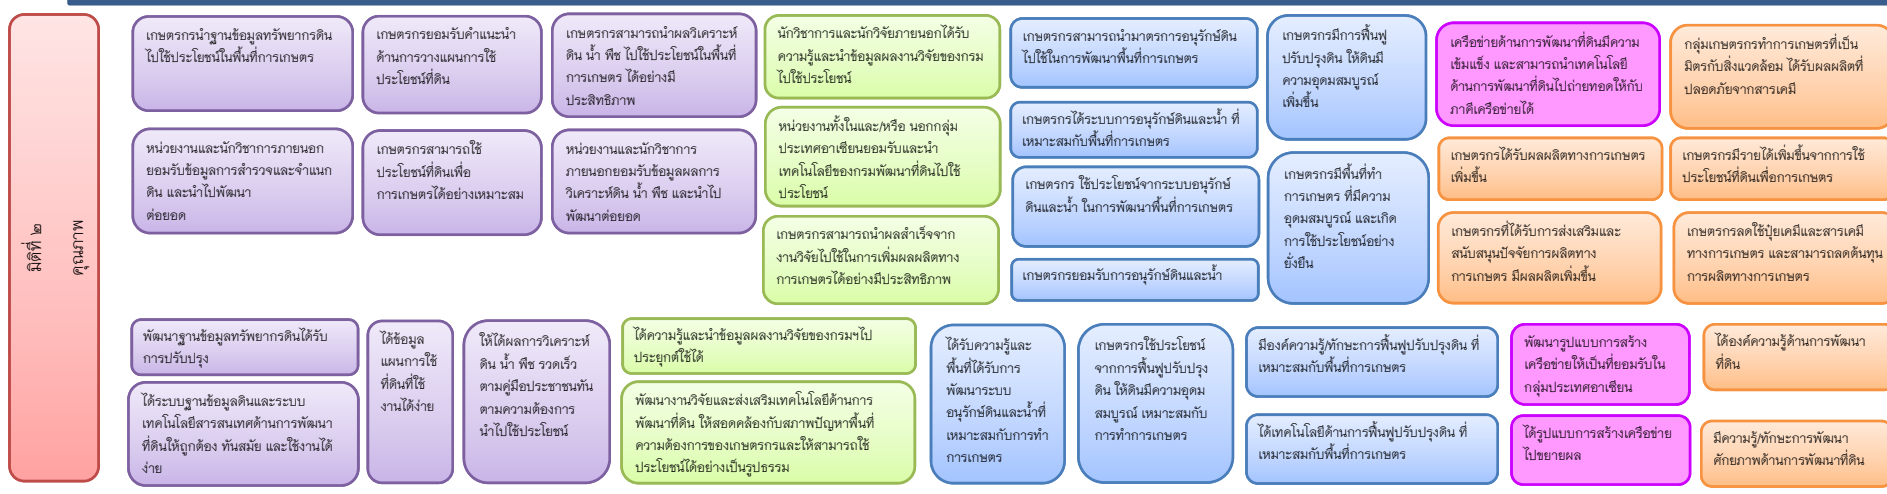 มิติที่ ๒
คุณภาพ
เกษตรกรนำฐานข้อมูลทรัพยากรดิน
ไปใช้ประโยชน์ในพื้นที่การเกษตร
เกษตรกรยอมรับคำแนะนำ
ด้านการวางแผนการใช้
ประโยชน์ที่ดิน
เกษตรกรสามารถนำผลวิเคราะห์
ดิน น้ำ พืช ไปใช้ประโยชน์ในพื้นที่
การเกษตร ได้อย่างมี
ประสิทธิภาพ
นักวิชาการและนักวิจัยภายนอกได้รับ
ความรู้และนำข้อมูลผลงานวิจัยของกรม
ไปใช้ประโยชน์
เกษตรกรสามารถนำมาตรการอนุรักษ์ดิน
ไปใช้ในการพัฒนาพื้นที่การเกษตร
เกษตรกรมีการฟื้นฟู
ปรับปรุงดิน ให้ดินมี
ความอุดมสมบูรณ์
เพิ่มขึ้น
เครือข่ายด้านการพัฒนาที่ดินมีความ
เข้มแข็ง และสามารถนำเทคโนโลยี
ด้านการพัฒนาที่ดินไปถ่ายทอดให้กับ
ภาคีเครือข่ายได้
กลุ่มเกษตรกรทำการเกษตรที่เป็น
มิตรกับสิ่งแวดล้อม ได้รับผลผลิตที่
ปลอดภัยจากสารเคมี
หน่วยงานและนักวิชาการภายนอก
ยอมรับข้อมูลการสำรวจและจำแนก
ดิน และนำไปพัฒนา
ต่อยอด
เกษตรกรสามารถใช้
ประโยชน์ที่ดินเพื่อ
การเกษตรได้อย่างเหมาะสม
หน่วยงานและนักวิชาการ
ภายนอกยอมรับข้อมูลผลการ
วิเคราะห์ดิน น้ำ พืช และนำไป
พัฒนาต่อยอด
หน่วยงานทั้งในและ/หรือ นอกกลุ่ม
ประเทศอาเซียนยอมรับและนำ
เทคโนโลยีของกรมพัฒนาที่ดินไปใช้
ประโยชน์
เกษตรกรได้ระบบการอนุรักษ์ดินและน้ำ ที่
เหมาะสมกับพื้นที่การเกษตร
เกษตรกร ใช้ประโยชน์จากระบบอนุรักษ์
ดินและน้ำ ในการพัฒนาพื้นที่การเกษตร
เกษตรกรมีพื้นที่ทำ
การเกษตร ที่มีความ
อุดมสมบูรณ์ และเกิด
การใช้ประโยชน์อย่าง
ยั่งยืน
เกษตรกรได้รับผลผลิตทางการเกษตร
เพิ่มขึ้น
เกษตรกรมีรายได้เพิ่มขึ้นจากการใช้
ประโยชน์ที่ดินเพื่อการเกษตร
เกษตรกรสามารถนำผลสำเร็จจาก
งานวิจัยไปใช้ในการเพิ่มผลผลิตทาง
การเกษตรได้อย่างมีประสิทธิภาพ
เกษตรกรยอมรับการอนุรักษ์ดินและน้ำ
เกษตรกรที่ได้รับการส่งเสริมและ
สนับสนุนปัจจัยการผลิตทาง
การเกษตร มีผลผลิตเพิ่มขึ้น
เกษตรกรลดใช้ปุ๋ยเคมีและสารเคมี
ทางการเกษตร และสามารถลดต้นทุน
การผลิตทางการเกษตร
พัฒนาฐานข้อมูลทรัพยากรดินได้รับ
การปรับปรุง
ได้ระบบฐานข้อมูลดินและระบบ
เทคโนโลยีสารสนเทศด้านการพัฒนา
ที่ดินให้ถูกต้อง ทันสมัย และใช้งานได้
ง่าย
ได้ข้อมูล
แผนการใช้
ที่ดินที่ใช้
งานได้ง่าย
ให้ได้ผลการวิเคราะห์
ดิน น้ำ พืช รวดเร็ว
ตามคู่มือประชาชนทัน
ตามความต้องการ
นำไปใช้ประโยชน์
ได้ความรู้และนำข้อมูลผลงานวิจัยของกรมฯไป
ประยุกต์ใช้ได้
พัฒนางานวิจัยและส่งเสริมเทคโนโลยีด้านการ
พัฒนาที่ดิน ให้สอดคล้องกับสภาพปัญหาพื้นที่
ความต้องการของเกษตรกรและให้สามารถใช้
ประโยชน์ได้อย่างเป็นรูปธรรม
ได้รับความรู้และ
พื้นที่ได้รับการ
พัฒนาระบบ
อนุรักษ์ดินและน้ำที่
เหมาะสมกับการทำ
การเกษตร
เกษตรกรใช้ประโยชน์
จากการฟื้นฟูปรับปรุง
ดิน ให้ดินมีความอุดม
สมบูรณ์ เหมาะสมกับ
การทำการเกษตร
มีองค์ความรู้/ทักษะการฟื้นฟูปรับปรุงดิน ที่
เหมาะสมกับพื้นที่การเกษตร
ได้เทคโนโลยีด้านการฟื้นฟูปรับปรุงดิน ที่
เหมาะสมกับพื้นที่การเกษตร
พัฒนารูปแบบการสร้าง
เครือข่ายให้เป็นที่ยอมรับใน
กลุ่มประเทศอาเซียน
ได้รูปแบบการสร้างเครือข่าย
ไปขยายผล
ได้องค์ความรู้ด้านการพัฒนา
ที่ดิน
มีความรู้/ทักษะการพัฒนา
ศักยภาพด้านการพัฒนาที่ดิน